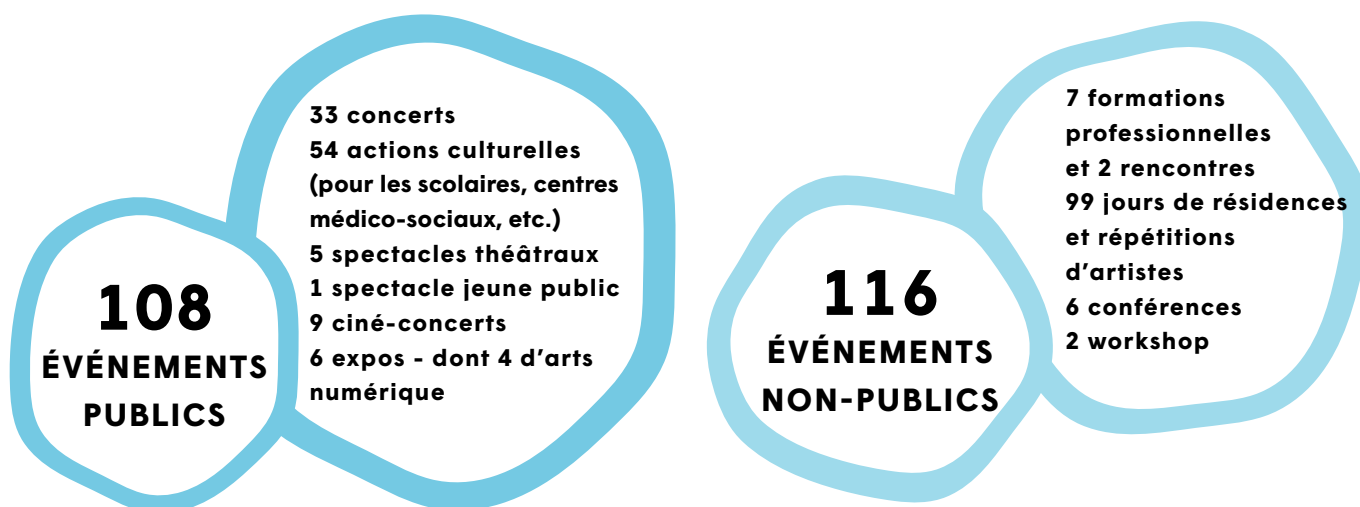 108
ÉVÉNEMENTS
PUBLICS
33 concerts
54 actions culturelles
(pour les scolaires, centres
médico-sociaux, etc.)
5 spectacles théâtraux
1 spectacle jeune public
9 ciné-concerts
6 expos - dont 4 d'arts
numérique
116
ÉVÉNEMENTS
NON-PUBLICS
7 formations
professionnelles
et 2 rencontres
99 jours de résidences
et répétitions
d'artistes
6 conférences
2 workshop